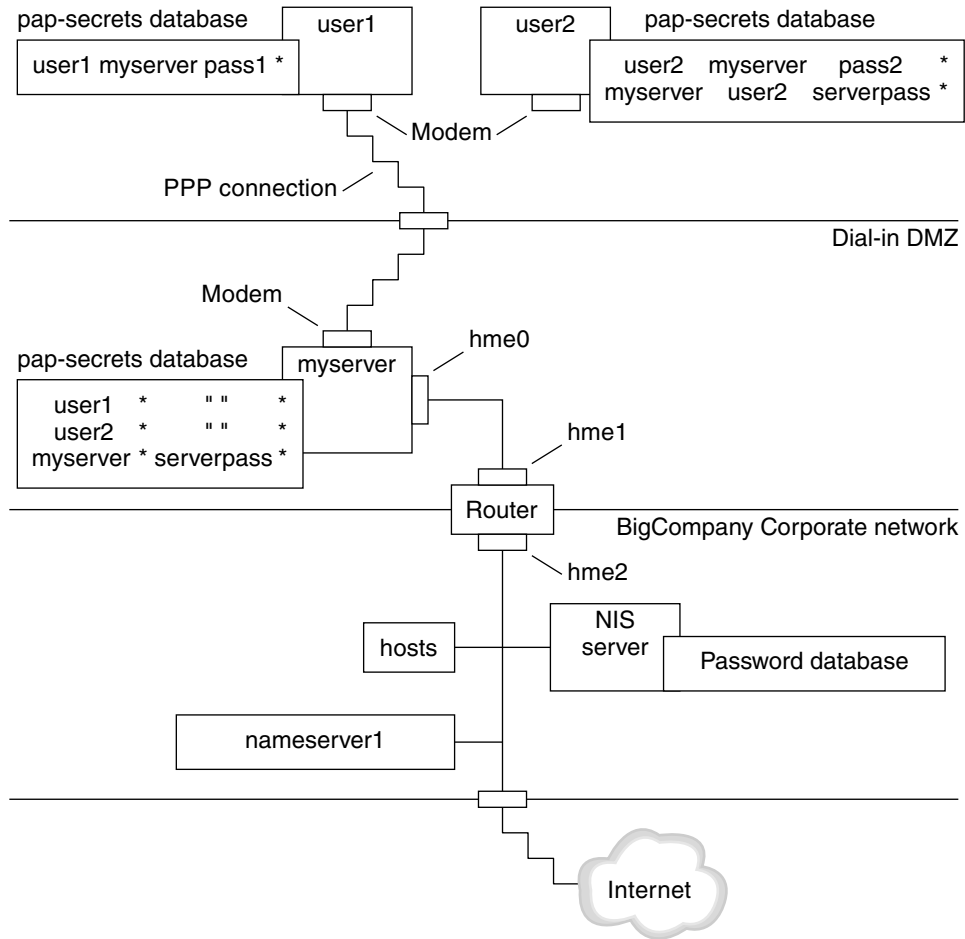 pap-secrets database
user1
user1 myserver pass1 *
user2
pap-secrets database
user2 myserver pass2 *
myserver user2 serverpass *
Modem
PPP connection
Dial-in DMZ
Modem
hme0
pap-secrets database
myserver
user1 * " " *
user2 * " " *
myserver * serverpass *
hme1
Router
BigCompany Corporate network
hme2
hosts
NIS
server
Password database
nameserver1
Internet